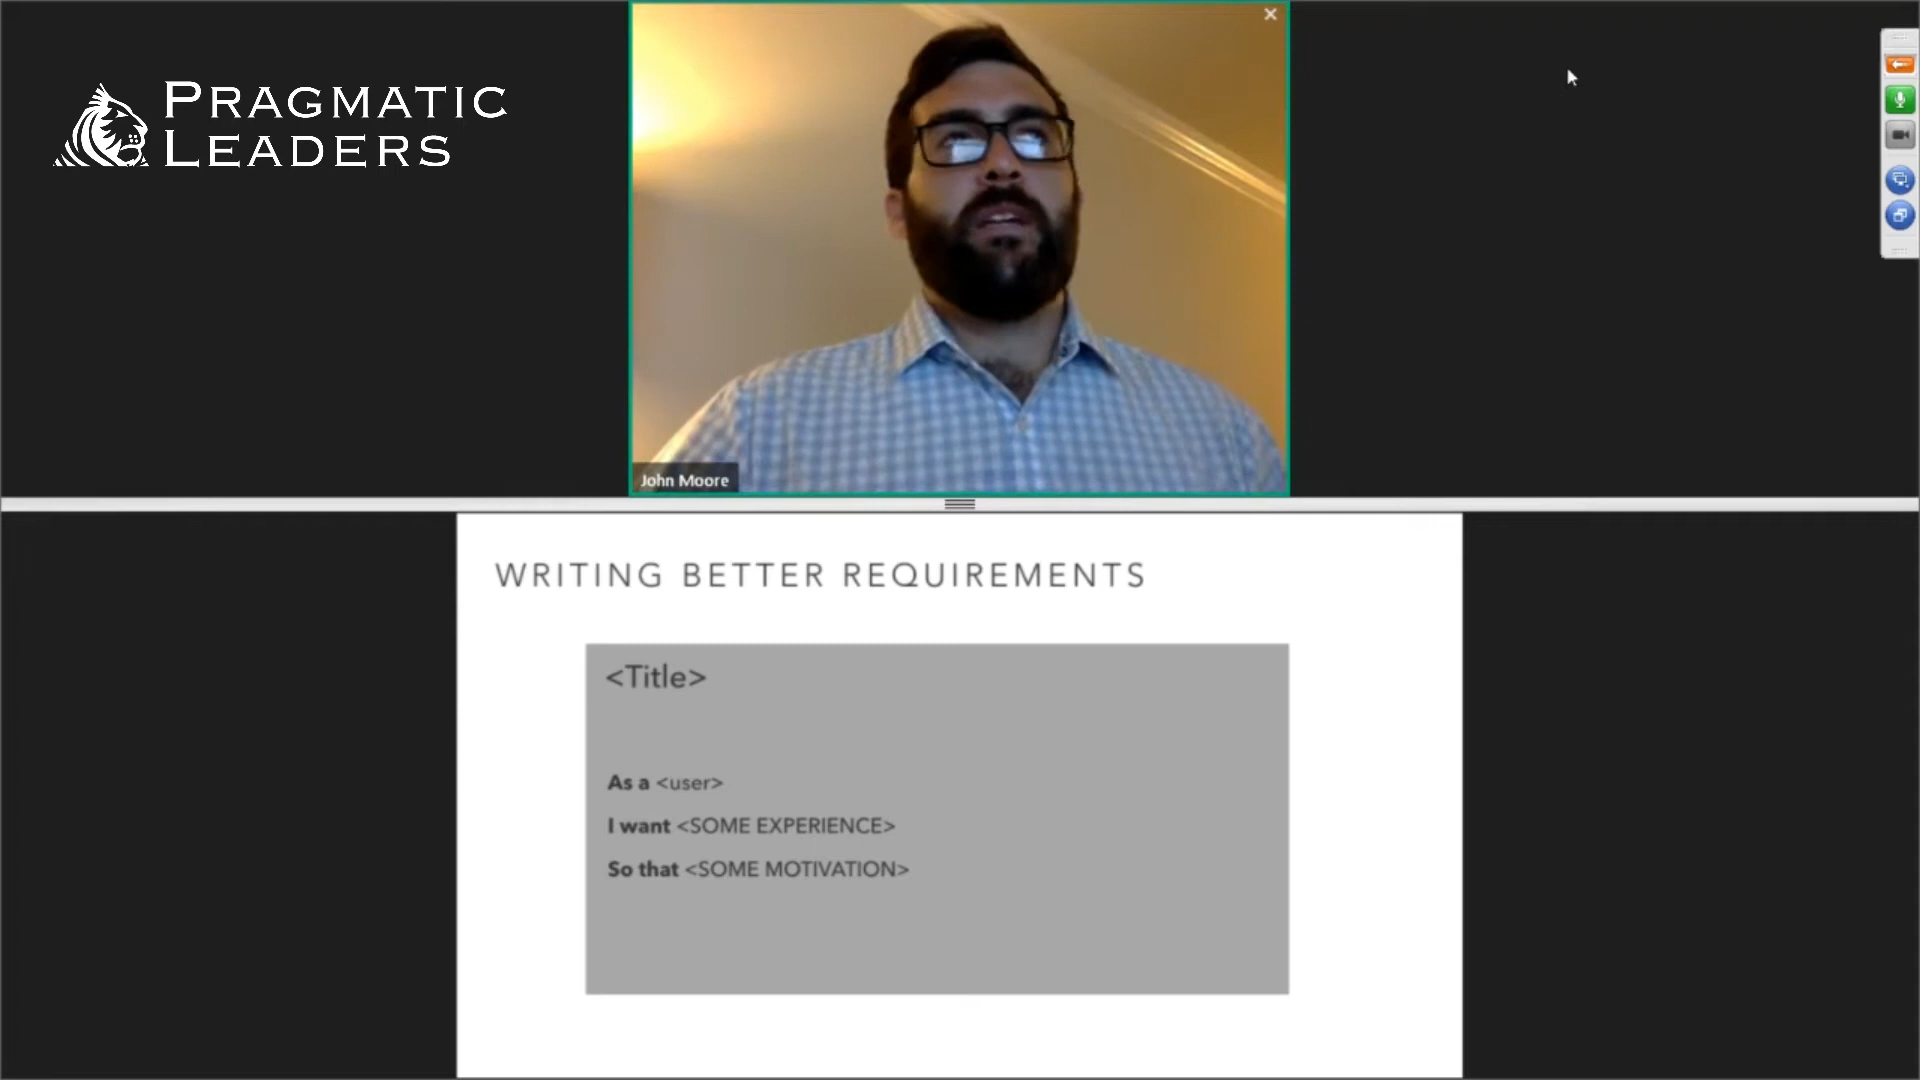 PRAGMATIC
LEADERS
John Moore
WRITING BETTER REQUIREMENTS
<Title>
As a <user>
I want <SOME EXPERIENCE>
So that <SOME MOTIVATION>